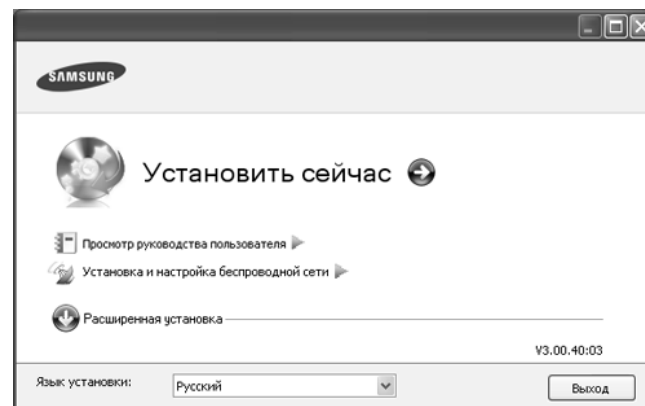 SAMSUNG
Установить сейчас
Просмотр руководства пользователя
Установка и настройка беспроводной сети
Расширенная установка
V3.00.40:03
Язык установки: Русский Выход